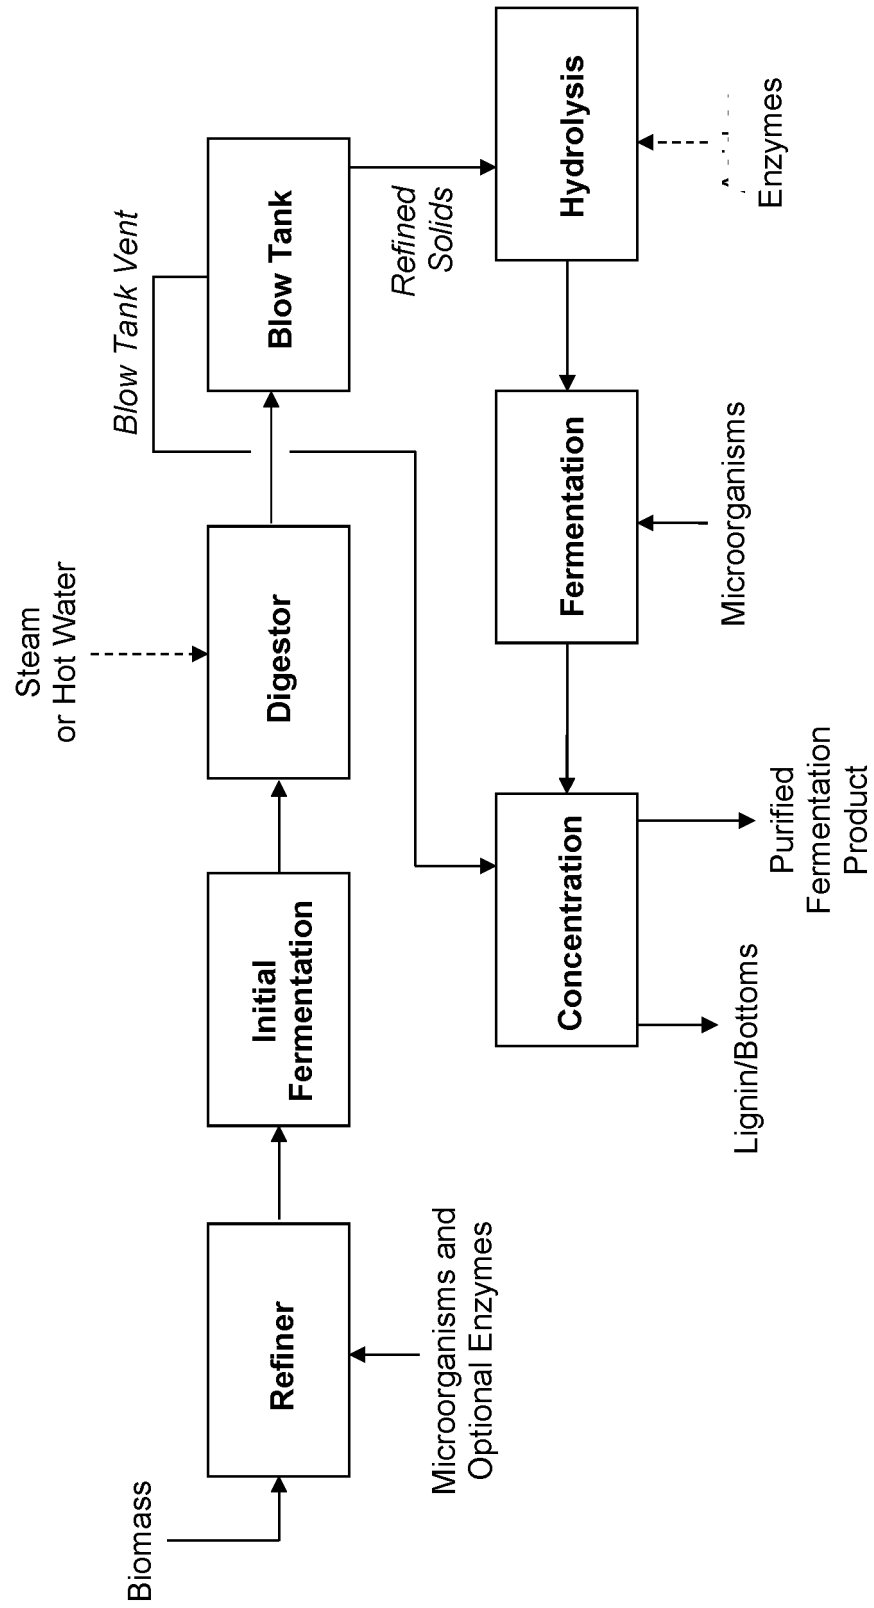 Biomass
Refiner
Microorganisms and
Optional Enzymes
Initial
Fermentation
Steam
or Hot Water
Digestor
Blow Tank Vent
Blow Tank
Refined
Solids
Hydrolysis
Enzymes
Fermentation
Microorganisms
Concentration
Purified
Fermentation
Product
Lignin/Bottoms